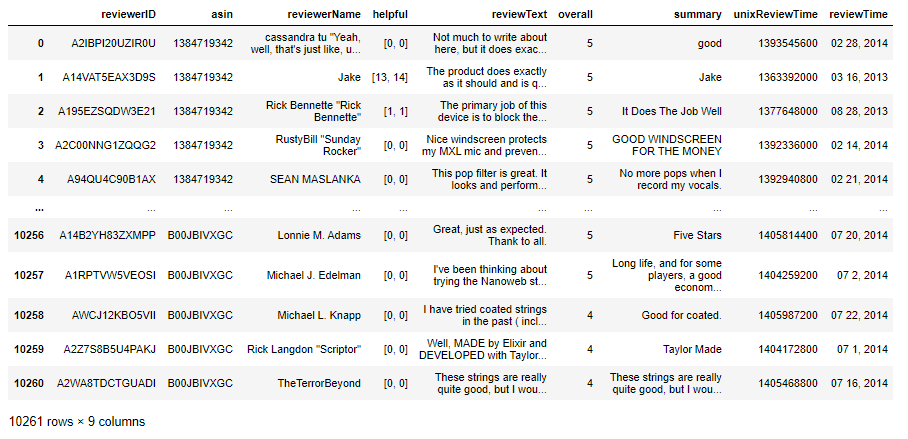 reviewerID asin reviewerName helpful reviewText overall summary unixReviewTime reviewTime
0 A2IBPI20UZIR0U 1384719342 cassandra tu "Yeah, well, that's just like, u... [0, 0] Not much to write about here, but it does exac... 5 good 1393545600 02 28, 2014
1 A14VAT5EAX3D9S 1384719342 Jake [13, 14] The product does exactly as it should and is q... 5 Jake 1363392000 03 16, 2013
2 A195EZSQDW3E21 1384719342 Rick Bennette "Rick Bennette" [1, 1] The primary job of this device is to block the... 5 It Does The Job Well 1377648000 08 28, 2013
3 A2C00NNG1ZQQG2 1384719342 RustyBill "Sunday Rocker" [0, 0] Nice windscreen protects my MXL mic and preven... 5 GOOD WINDSCREEN FOR THE MONEY 1392336000 02 14, 2014
4 A94QU4C90B1AX 1384719342 SEAN MASLANKA [0, 0] This pop filter is great. It looks and perform... 5 No more pops when I record my vocals. 1392940800 02 21, 2014
... ... ... ... ... ... ... ... ... ...
10256 A14B2YH83ZXMPP B00JBIVXGC Lonnie M. Adams [0, 0] Great, just as expected. Thank to all. 5 Five Stars 1405814400 07 20, 2014
10257 A1RPTVW5VEOSI B00JBIVXGC Michael J. Edelman [0, 0] I've been thinking about trying the Nanoweb st... 5 Long life, and for some players, a good econom... 1404259200 07 2, 2014
10258 AWCJ12KBO5VII B00JBIVXGC Michael L. Knapp [0, 0] I have tried coated strings in the past ( incl... 4 Good for coated. 1405987200 07 22, 2014
10259 A2Z7S8B5U4PAKJ B00JBIVXGC Rick Langdon "Scriptor" [0, 0] Well, MADE by Elixir and DEVELOPED with Taylor... 4 Taylor Made 1404172800 07 1, 2014
10260 A2WA8TDCTGUADI B00JBIVXGC TheTerrorBeyond [0, 0] These strings are really quite good, but I wou... 4 These strings are really quite good, but I wou... 1405468800 07 16, 2014
10261 rows × 9 columns